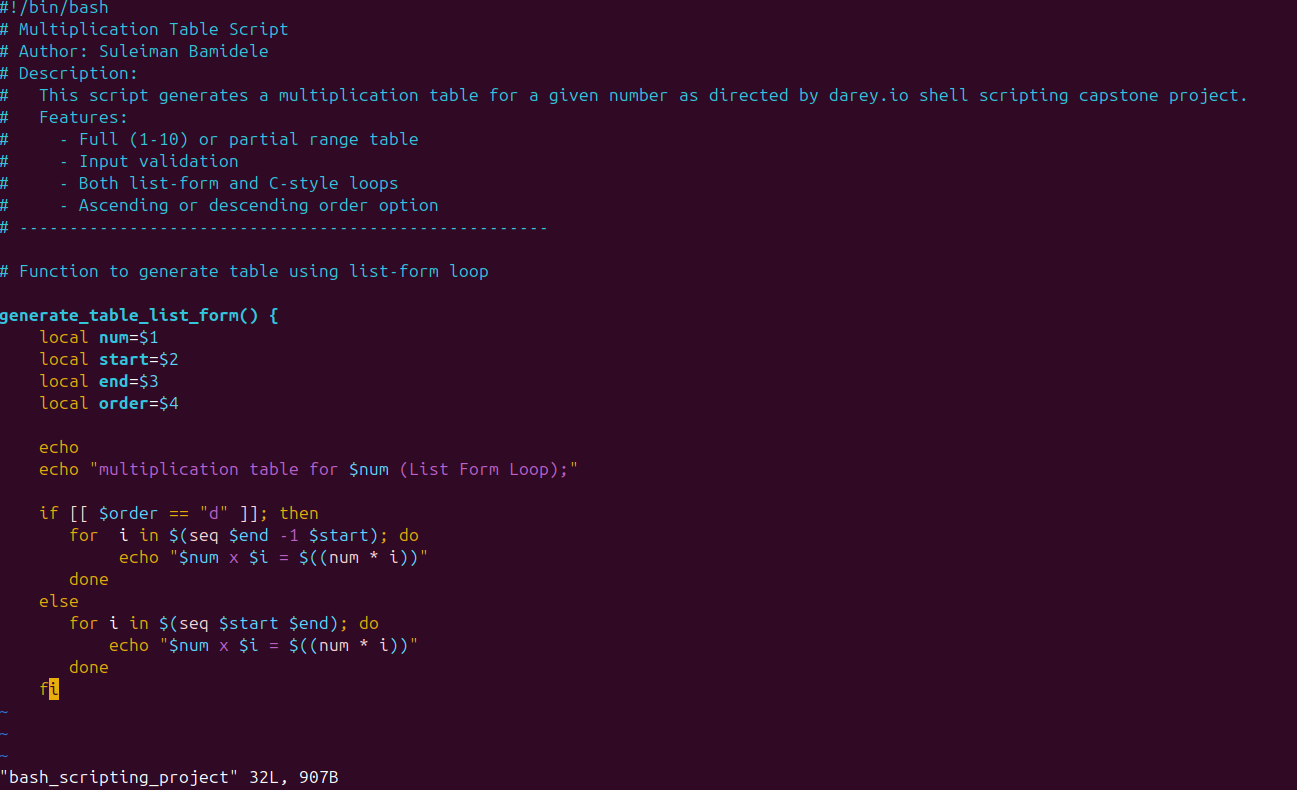 #!/bin/bash
# Multiplication Table Script
# Author: Suleiman Bamidele
# Description:
#   This script generates a multiplication table for a given number as directed by darey.io shell scripting capstone project.
#   Features:
#     - Full (1-10) or partial range table
#     - Input validation
#     - Both list-form and C-style loops
#     - Ascending or descending order option
# -----------------------------------------------------

# Function to generate table using list-form loop

generate_table_list_form() {
    local num=$1
    local start=$2
    local end=$3
    local order=$4

    echo
    echo "multiplication table for $num (List Form Loop);"

    if [[ $order == "d" ]]; then
       for  i in $(seq $end -1 $start); do
            echo "$num x $i = $((num * i))"
       done
    else
       for i in $(seq $start $end); do
           echo "$num x $i = $((num * i))"
       done
    fi
~
~
~
"bash_scripting_project" 32L, 907B